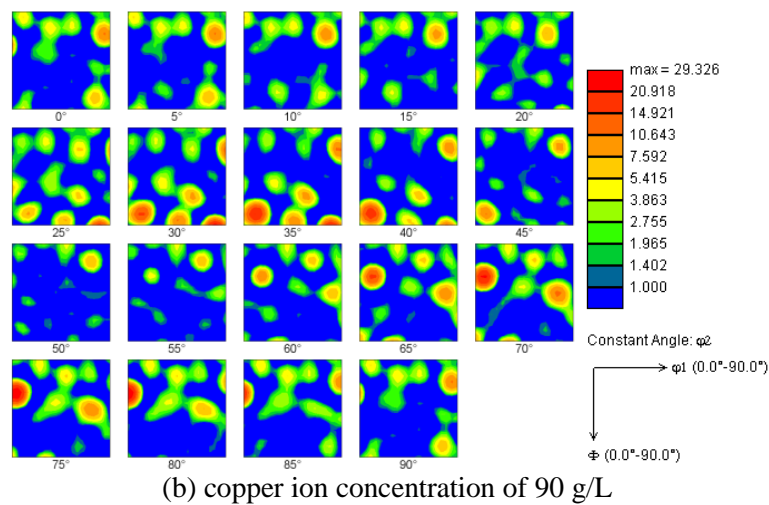 0° 5° 10° 15° 20°
25° 30° 35° 40° 45°
50° 55° 60° 65° 70°
75° 80° 85° 90°
max = 29.326
20.918
14.921
10.643
7.592
5.415
3.863
2.755
1.965
1.402
1.000
Constant Angle: φ2
φ1 (0.0°-90.0°)
Φ (0.0°-90.0°)
(b) copper ion concentration of 90 g/L